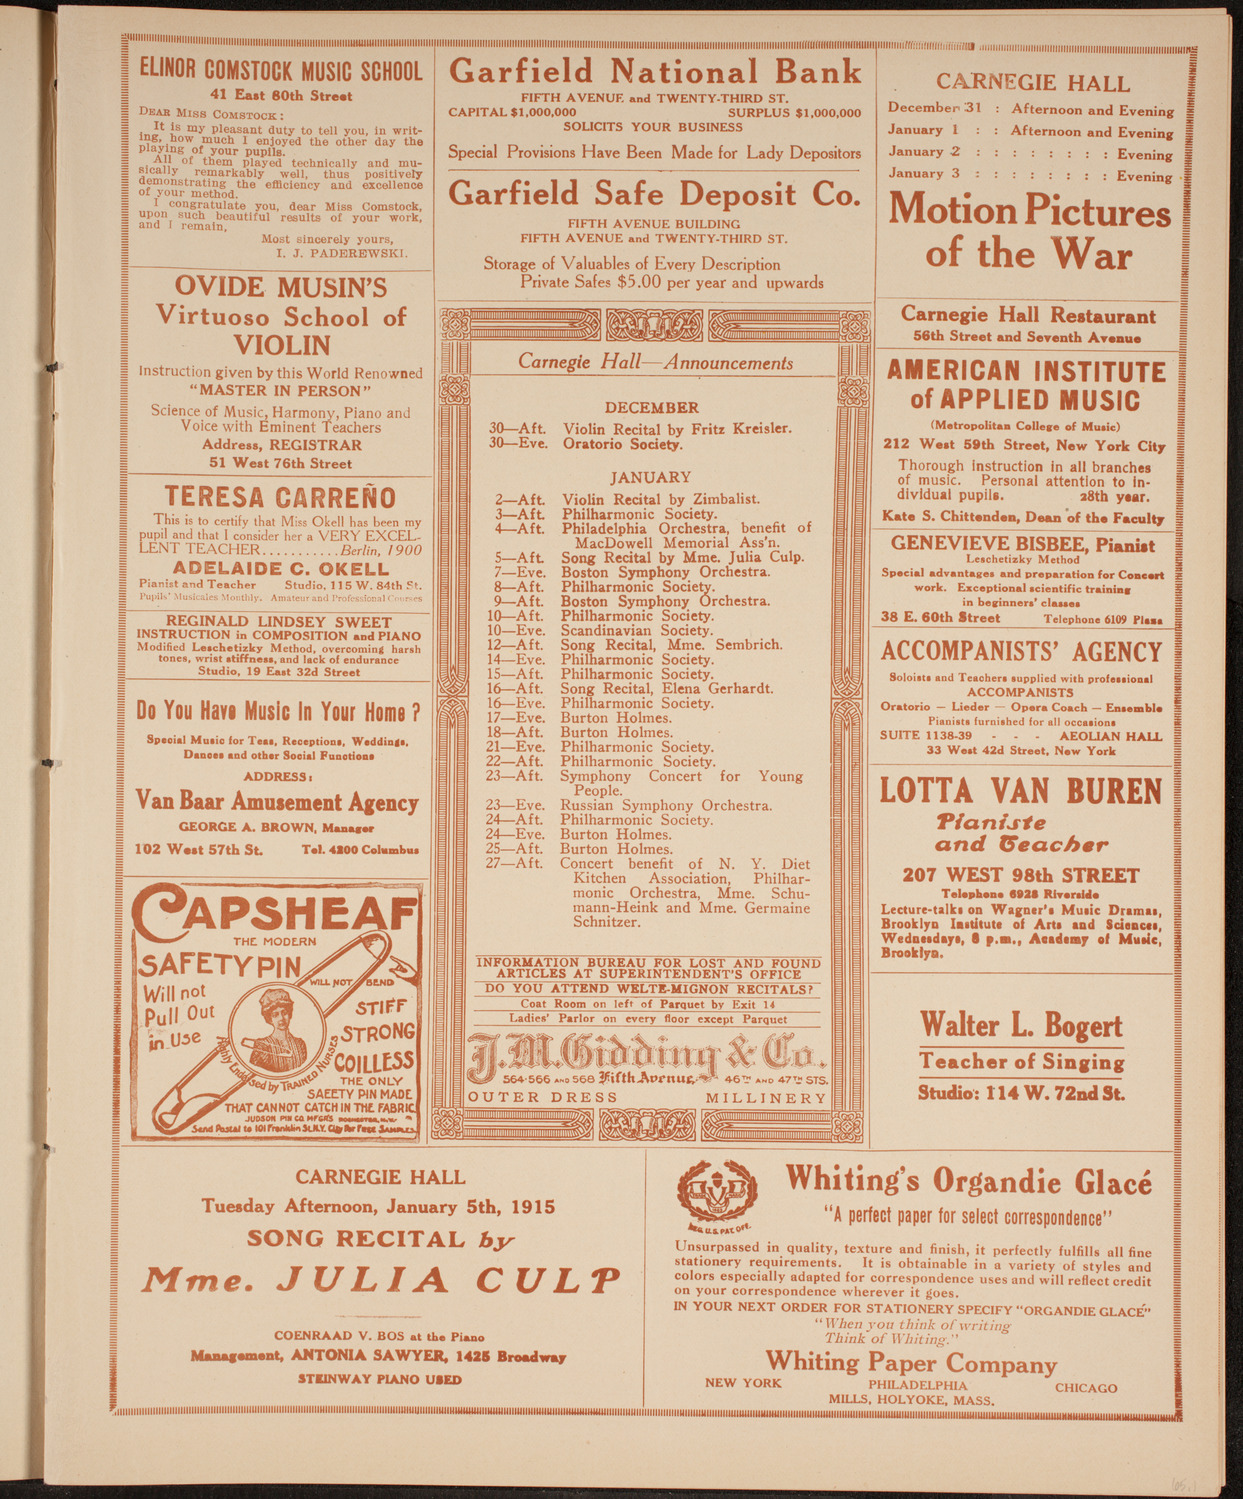 ELINOR COMSTOCK MUSIC SCHOOL
41 East 80th Street
DEAR MISS COMSTOCK:
It is my pleasant duty to tell you, in writ-
ing, how much I enjoyed the other day the
playing of your pupils.
All of them played technically and mu-
sically remarkably well, thus positively
demonstrating the efficiency and excellence
of your method.
I congratulate you, dear Miss Comstock,
upon such beautiful results of your work,
and I remain,
Most sincerely yours,
I. J. PADEREWSKI.
OVIDE MUSIN'S
Virtuoso School of
VIOLIN
Instruction given by this World Renowned
"MASTER IN PERSON"
Science of Music, Harmony, Piano and
Voice with Eminent Teachers
Address, REGISTRAR
51 West 76th Street
TERESA CARREÑO
This is to certify that Miss Okell has been my
pupil and that I consider her a VERY EXCEL-
LENT TEACHER...........Berlin, 1900
ADELAIDE C. OKELL
Pianist and Teacher Studio, 115 W. 84th St.
Pupils' Musicales Monthly. Amateur and Professional Courses
REGINALD LINDSEY SWEET
INSTRUCTION in COMPOSITION and PIANO
Modified Leschetizky Method, overcoming harsh
tones, wrist stiffness, and lack of endurance
Studio, 19 East 32d Street
Do You Have Music In Your Home ?
Special Music for Teas, Receptions, Weddings,
Dances and other Social Functions
ADDRESS:
Van Baar Amusement Agency
GEORGE A. BROWN, Manager
102 West 57th St. Tel. 4200 Columbus
CAPSHEAF
THE MODERN
SAFETY PIN
WILL NOT BEND
Will not
Pull Out
in Use
STIFF
STRONG
COILLESS
Highly Endorsed by TRAINED NURSES
THE ONLY
SAFETY PIN MADE
THAT CANNOT CATCH IN THE FABRIC
JUDSON PIN CO. MFGRS ROCHESTER, N.Y.
Send Postal to 101 Franklin St. N.Y. City for Free SAMPLES
Garfield National Bank
FIFTH AVENUE and TWENTY-THIRD ST.
CAPITAL $1,000,000 SURPLUS $1,000,000
SOLICITS YOUR BUSINESS
Special Provisions Have Been Made for Lady Depositors
Garfield Safe Deposit Co.
FIFTH AVENUE BUILDING
FIFTH AVENUE and TWENTY-THIRD ST.
Storage of Valuables of Every Description
Private Safes $5.00 per year and upwards
Carnegie Hall—Announcements
DECEMBER
30—Aft. Violin Recital by Fritz Kreisler.
30—Eve. Oratorio Society.
JANUARY
2—Aft. Violin Recital by Zimbalist.
3—Aft. Philharmonic Society.
4—Aft. Philadelphia Orchestra, benefit of
MacDowell Memorial Ass'n.
5—Aft. Song Recital by Mme. Julia Culp.
7—Eve. Boston Symphony Orchestra.
8—Aft. Philharmonic Society.
9—Aft. Boston Symphony Orchestra.
10—Aft. Philharmonic Society.
10—Eve. Scandinavian Society.
12—Aft. Song Recital, Mme. Sembrich.
14—Eve. Philharmonic Society.
15—Aft. Philharmonic Society.
16—Aft. Song Recital, Elena Gerhardt.
16—Eve. Philharmonic Society.
17—Eve. Burton Holmes.
18—Aft. Burton Holmes.
21—Eve. Philharmonic Society.
22—Aft. Philharmonic Society.
23—Aft. Symphony Concert for Young
People.
23—Eve. Russian Symphony Orchestra.
24—Aft. Philharmonic Society.
24—Eve. Burton Holmes.
25—Aft. Burton Holmes.
27—Aft. Concert benefit of N. Y. Diet
Kitchen Association, Philhar-
monic Orchestra, Mme. Schu-
mann-Heink and Mme. Germaine
Schnitzer.
INFORMATION BUREAU FOR LOST AND FOUND
ARTICLES AT SUPERINTENDENT'S OFFICE
DO YOU ATTEND WELTE-MIGNON RECITALS?
Coat Room on left of Parquet by Exit 14
Ladies' Parlor on every floor except Parquet
J.M. Gidding & Co.
564-566 AND 568 Fifth Avenue 46TH AND 47TH STS.
OUTER DRESS MILLINERY
CARNEGIE HALL
December 31 : Afternoon and Evening
January 1 : : Afternoon and Evening
January 2 : : : : : : : : Evening
January 3 : : : : : : : : Evening
Motion Pictures
of the War
Carnegie Hall Restaurant
56th Street and Seventh Avenue
AMERICAN INSTITUTE
of APPLIED MUSIC
(Metropolitan College of Music)
212 West 59th Street, New York City
Thorough instruction in all branches
of music. Personal attention to in-
dividual pupils. 28th year.
Kate S. Chittenden, Dean of the Faculty
GENEVIEVE BISBEE, Pianist
Leschetizky Method
Special advantages and preparation for Concert
work. Exceptional scientific training
in beginners' classes
38 E. 60th Street Telephone 6109 Plaza
ACCOMPANISTS' AGENCY
Soloists and Teachers supplied with professional
ACCOMPANISTS
Oratorio — Lieder — Opera Coach — Ensemble
Pianists furnished for all occasions
SUITE 1138-39 - - - AEOLIAN HALL
33 West 42d Street, New York
LOTTA VAN BUREN
Pianiste
and Teacher
207 WEST 98th STREET
Telephone 6928 Riverside
Lecture-talks on Wagner's Music Dramas,
Brooklyn Institute of Arts and Sciences,
Wednesdays, 8 p.m., Academy of Music,
Brooklyn.
Walter L. Bogert
Teacher of Singing
Studio: 114 W. 72nd St.
CARNEGIE HALL
Tuesday Afternoon, January 5th, 1915
SONG RECITAL by
Mme. JULIA CULP
COENRAAD V. BOS at the Piano
Management, ANTONIA SAWYER, 1425 Broadway
STEINWAY PIANO USED
REG. U.S. PAT. OFF.
Whiting's Organdie Glacé
"A perfect paper for select correspondence"
Unsurpassed in quality, texture and finish, it perfectly fulfills all fine
stationery requirements. It is obtainable in a variety of styles and
colors especially adapted for correspondence uses and will reflect credit
on your correspondence wherever it goes.
IN YOUR NEXT ORDER FOR STATIONERY SPECIFY "ORGANDIE GLACÉ"
"When you think of writing
Think of Whiting."
Whiting Paper Company
NEW YORK PHILADELPHIA CHICAGO
MILLS, HOLYOKE, MASS.